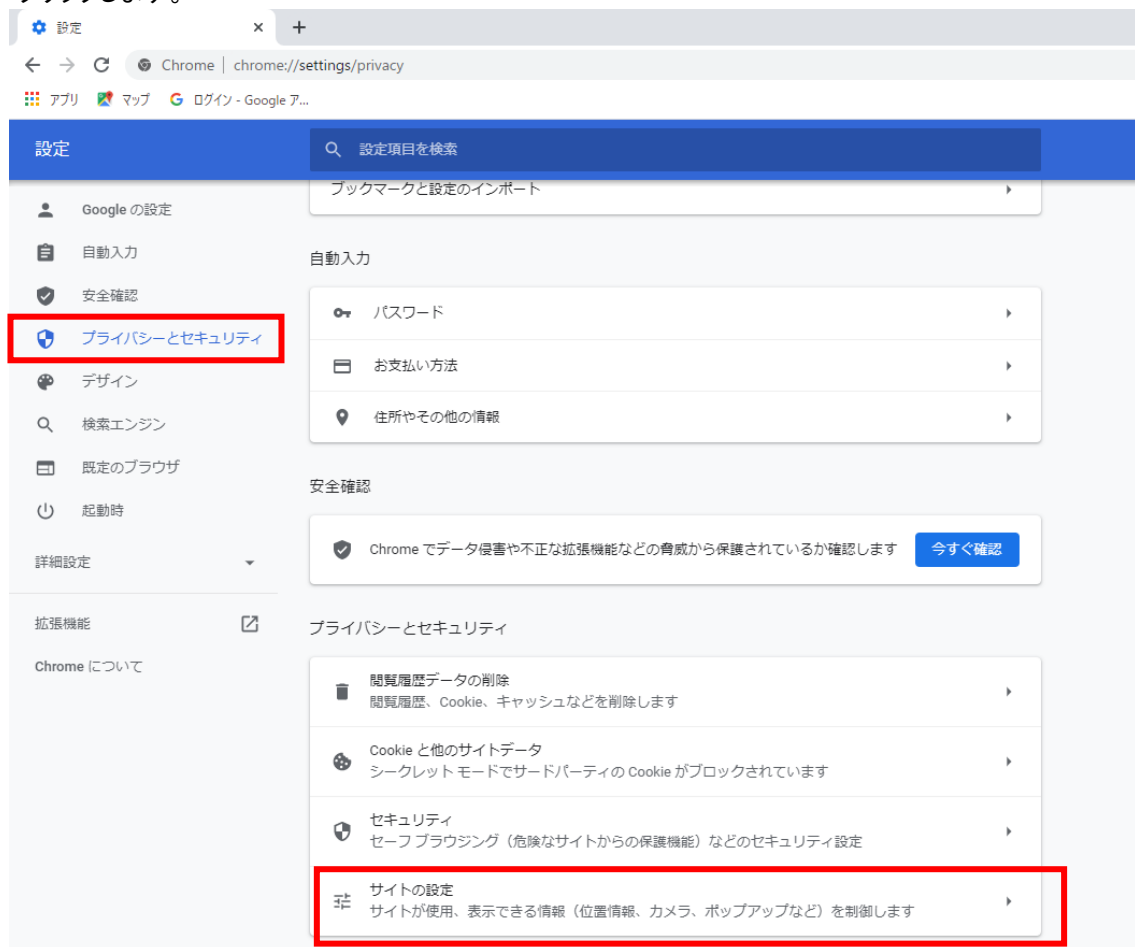 クリックします。
設定
Chrome | chrome://settings/privacy
アプリ マップ ログイン - Google ア...
設定
設定項目を検索
ブックマークと設定のインポート
Google の設定
自動入力
安全確認
プライバシーとセキュリティ
デザイン
検索エンジン
既定のブラウザ
起動時
詳細設定
拡張機能
Chrome について
自動入力
パスワード
お支払い方法
住所やその他の情報
安全確認
Chrome でデータ侵害や不正な拡張機能などの脅威から保護されているか確認します
今すぐ確認
プライバシーとセキュリティ
閲覧履歴データの削除
閲覧履歴、Cookie、キャッシュなどを削除します
Cookie と他のサイトデータ
シークレット モードでサードパーティの Cookie がブロックされています
セキュリティ
セーフ ブラウジング（危険なサイトからの保護機能）などのセキュリティ設定
サイトの設定
サイトが使用、表示できる情報（位置情報、カメラ、ポップアップなど）を制御します